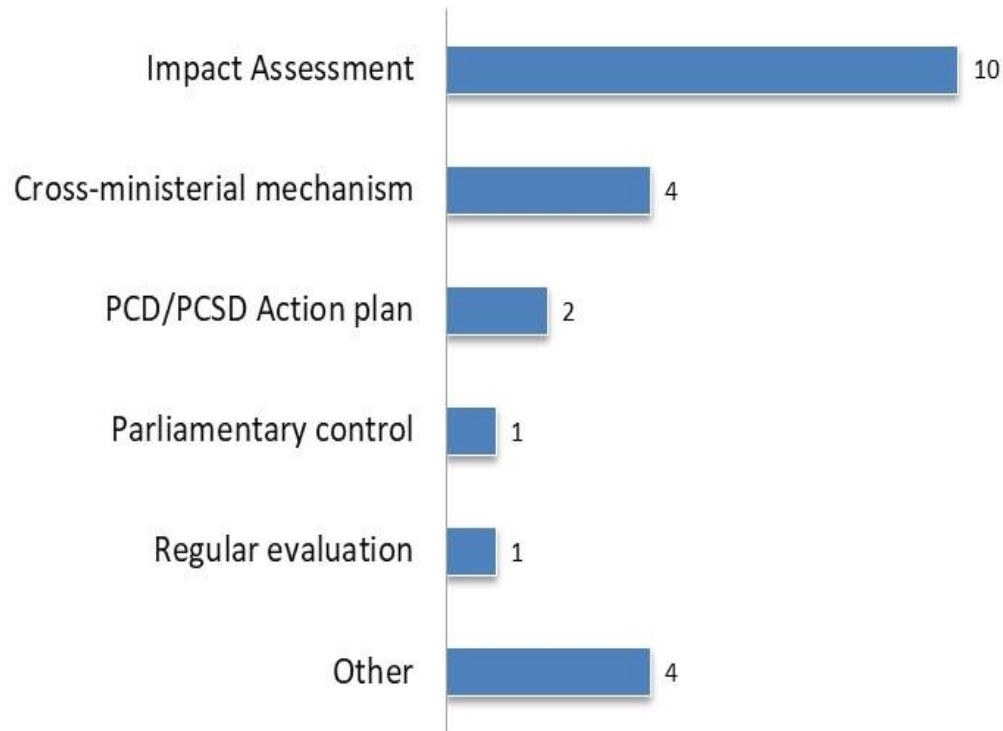 Impact Assessment 10
Cross-ministerial mechanism 4
PCD/PCSD Action plan 2
Parliamentary control 1
Regular evaluation 1
Other 4